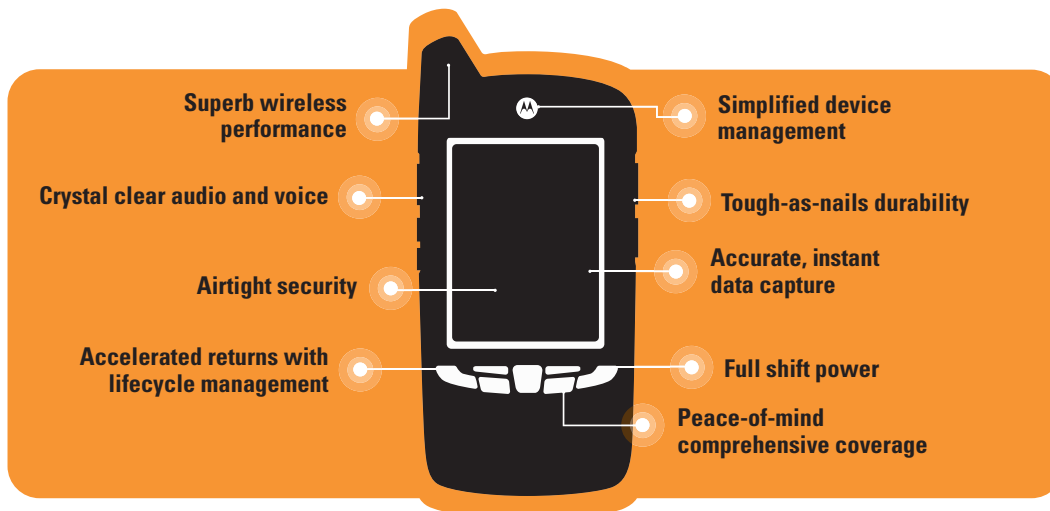 Superb wireless
performance
Crystal clear audio and voice
Airtight security
Accelerated returns with
lifecycle management
Simplified device
management
Tough-as-nails durability
Accurate, instant
data capture
Full shift power
Peace-of-mind
comprehensive coverage